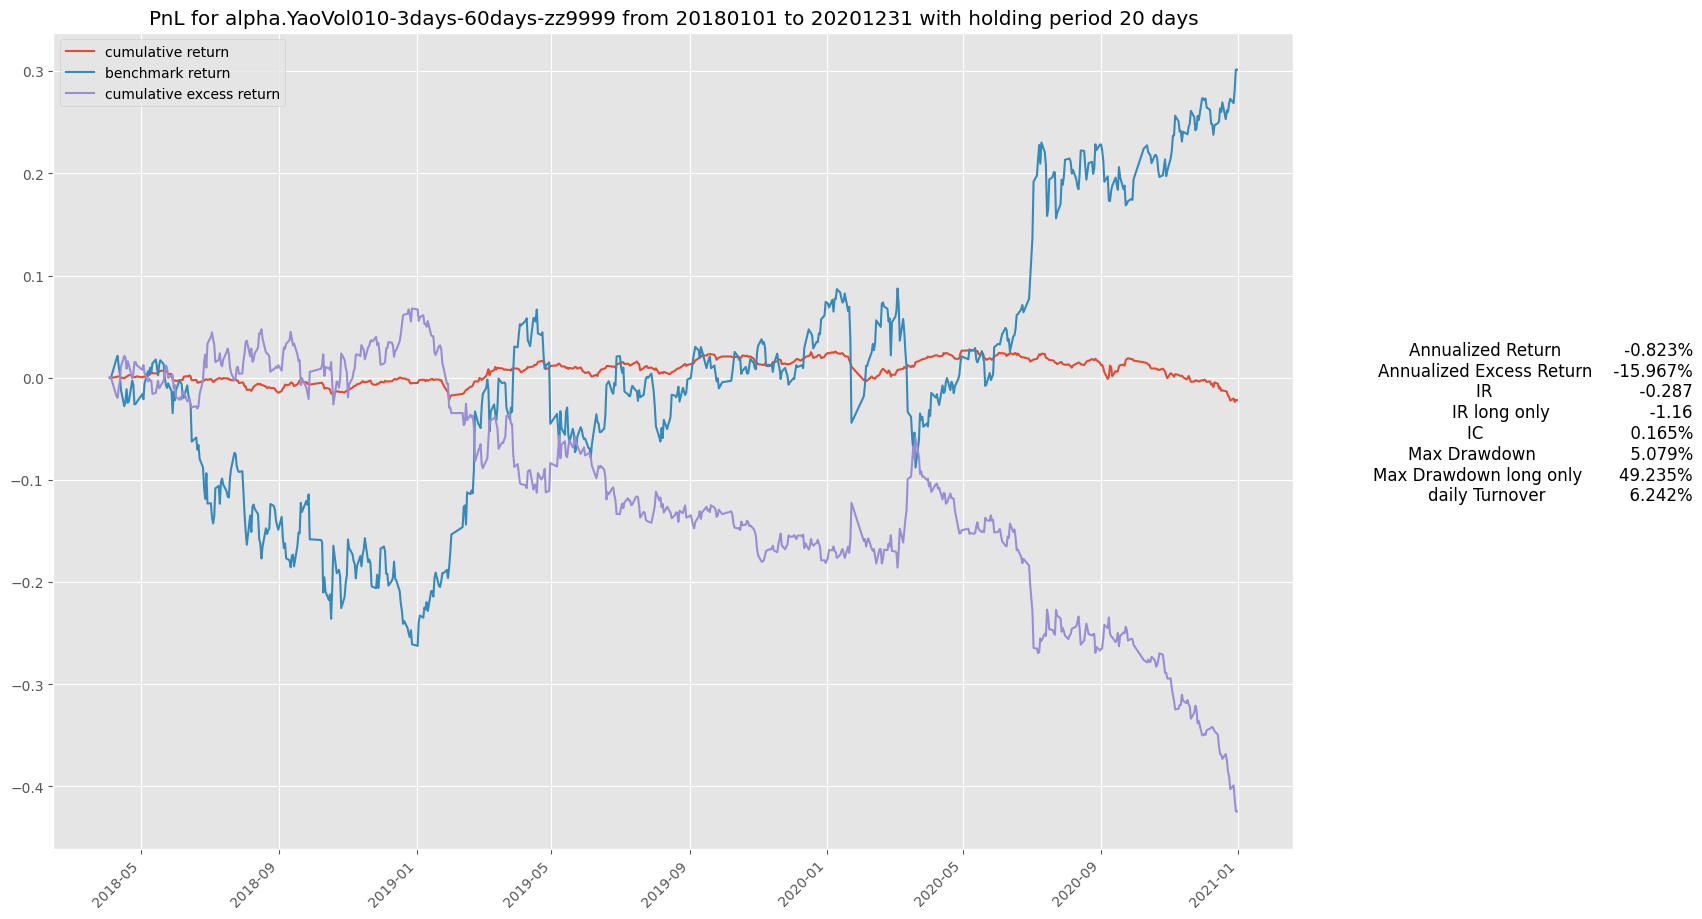 PnL for alpha.YaoVol010-3days-60days-zz9999 from 20180101 to 20201231 with holding period 20 days
cumulative return
benchmark return
cumulative excess return
0.3
0.2
0.1
0.0
−0.1
−0.2
−0.3
−0.4
2018-05
2018-09
2019-01
2019-05
2019-09
2020-01
2020-05
2020-09
2021-01
Annualized Return -0.823%
Annualized Excess Return -15.967%
IR -0.287
IR long only -1.16
IC 0.165%
Max Drawdown 5.079%
Max Drawdown long only 49.235%
daily Turnover 6.242%